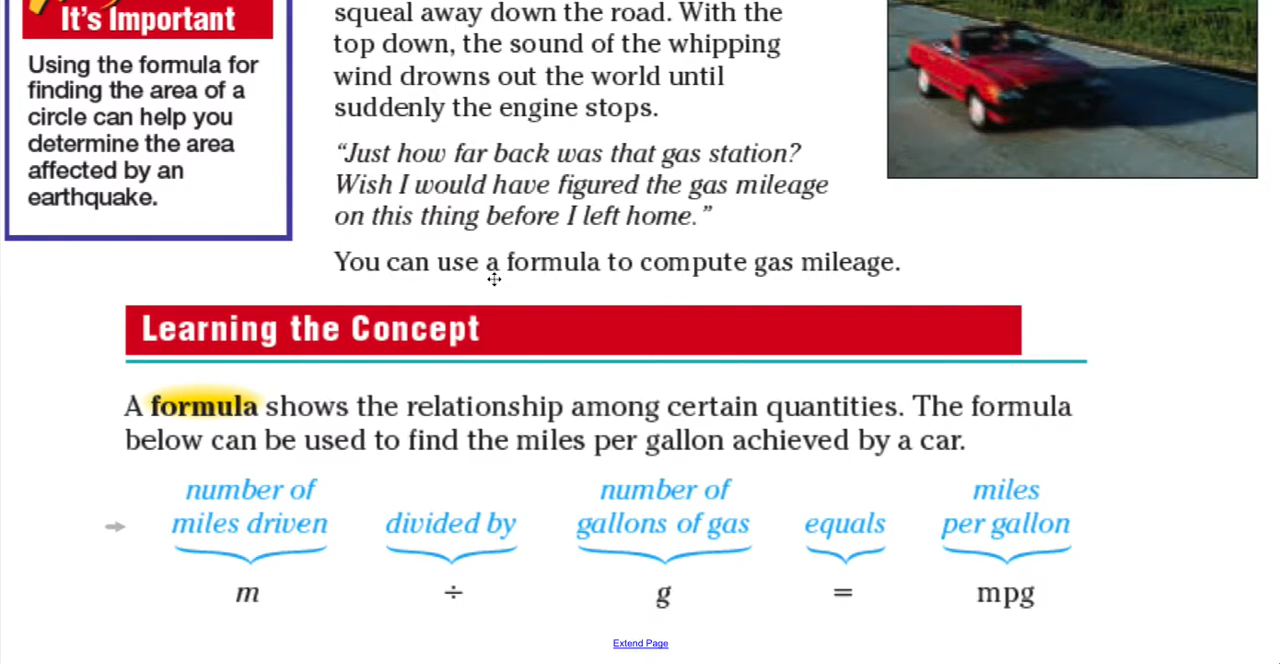 It's Important
Using the formula for
finding the area of a
circle can help you
determine the area
affected by an
earthquake.
squeal away down the road. With the
top down, the sound of the whipping
wind drowns out the world until
suddenly the engine stops.
“Just how far back was that gas station?
Wish I would have figured the gas mileage
on this thing before I left home.”
You can use a formula to compute gas mileage.
Learning the Concept
A formula shows the relationship among certain quantities. The formula
below can be used to find the miles per gallon achieved by a car.
number of number of miles
miles driven divided by gallons of gas equals per gallon
m ÷ g = mpg
Extend Page